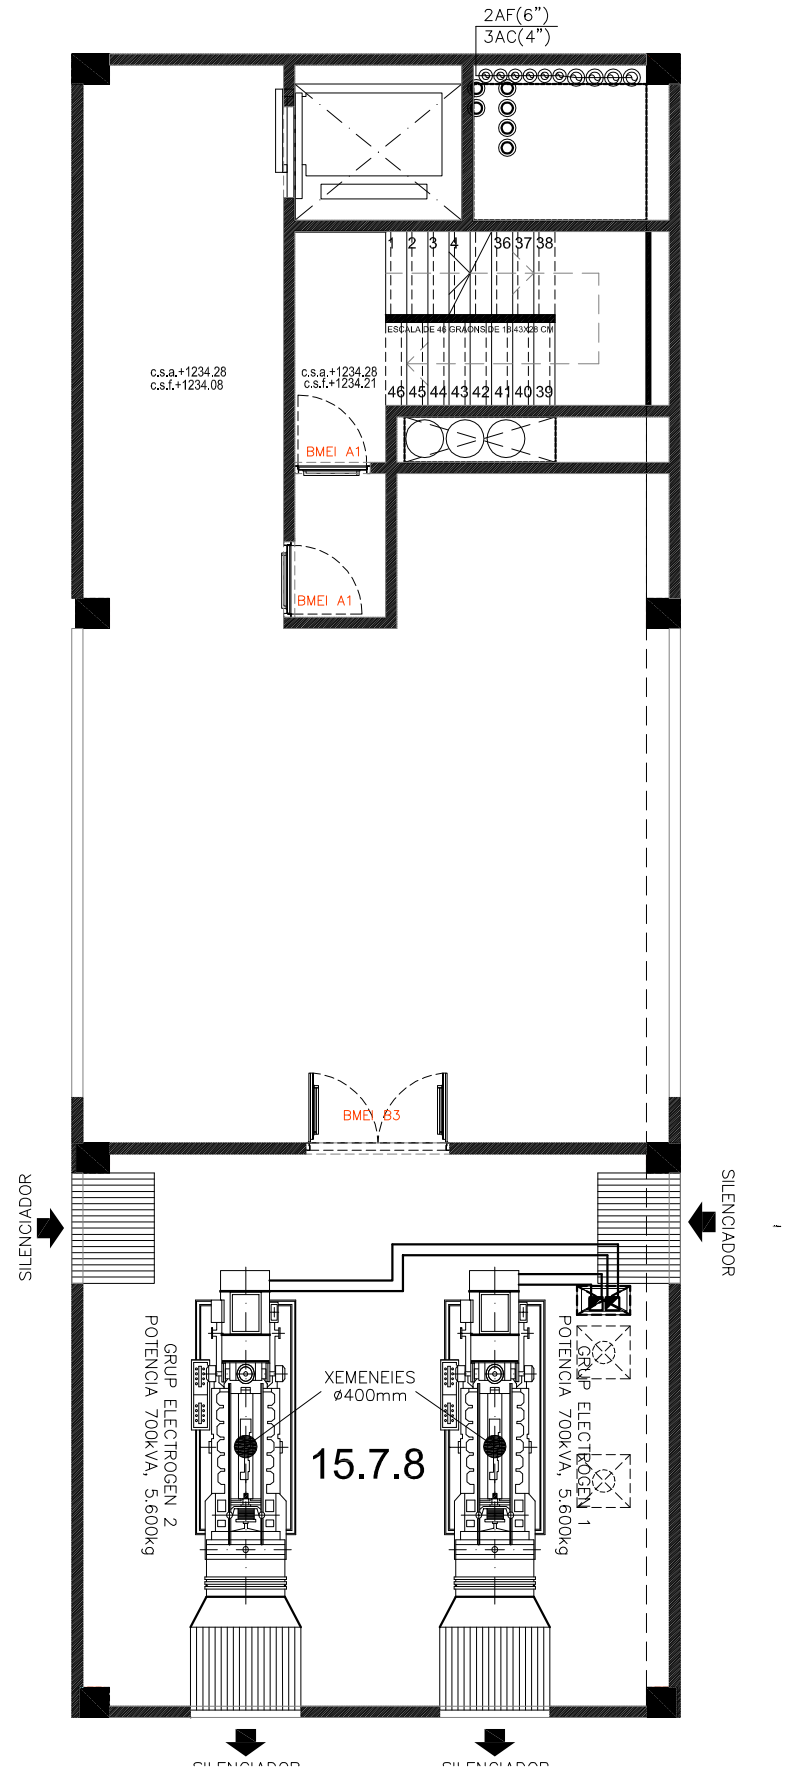 2AF(6")
3AC(4")
1 2 3 4 36 37 38
ESCALA DE 46 GRAONS DE 18.43X28 CM
46 45 44 43 42 41 40 39
c.s.a.+1234.28
c.s.f.+1234.08
c.s.a.+1234.28
c.s.f.+1234.21
BMEI A1
BMEI A1
BMEI B3
SILENCIADOR
SILENCIADOR
GRUP ELECTROGEN 2
POTENCIA 700kVA, 5.600kg
XEMENEIES
ø400mm
15.7.8
GRUP ELECTROGEN 1
POTENCIA 700kVA, 5.600kg
SILENCIADOR
SILENCIADOR